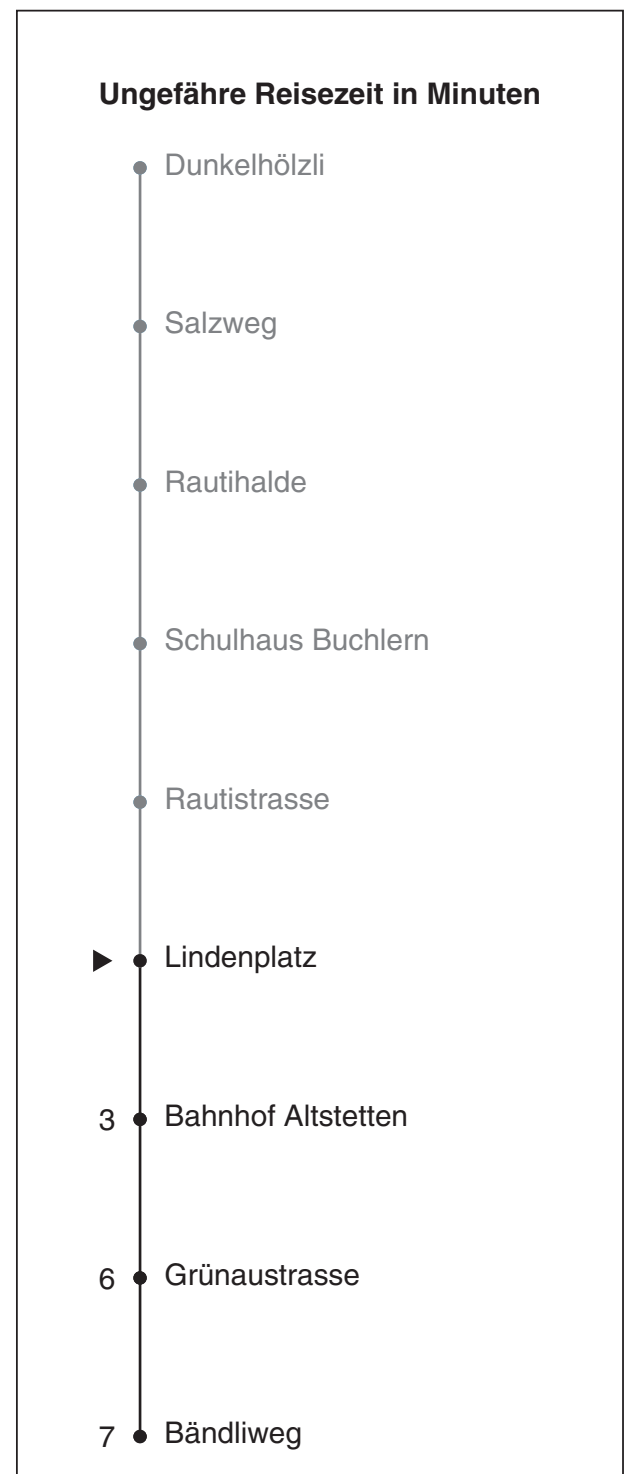 Ungefähre Reisezeit in Minuten
Dunkelhölzli
Salzweg
Rautihalde
Schulhaus Buchlern
Rautistrasse
Lindenplatz
3 Bahnhof Altstetten
6 Grünaustrasse
7 Bändliweg